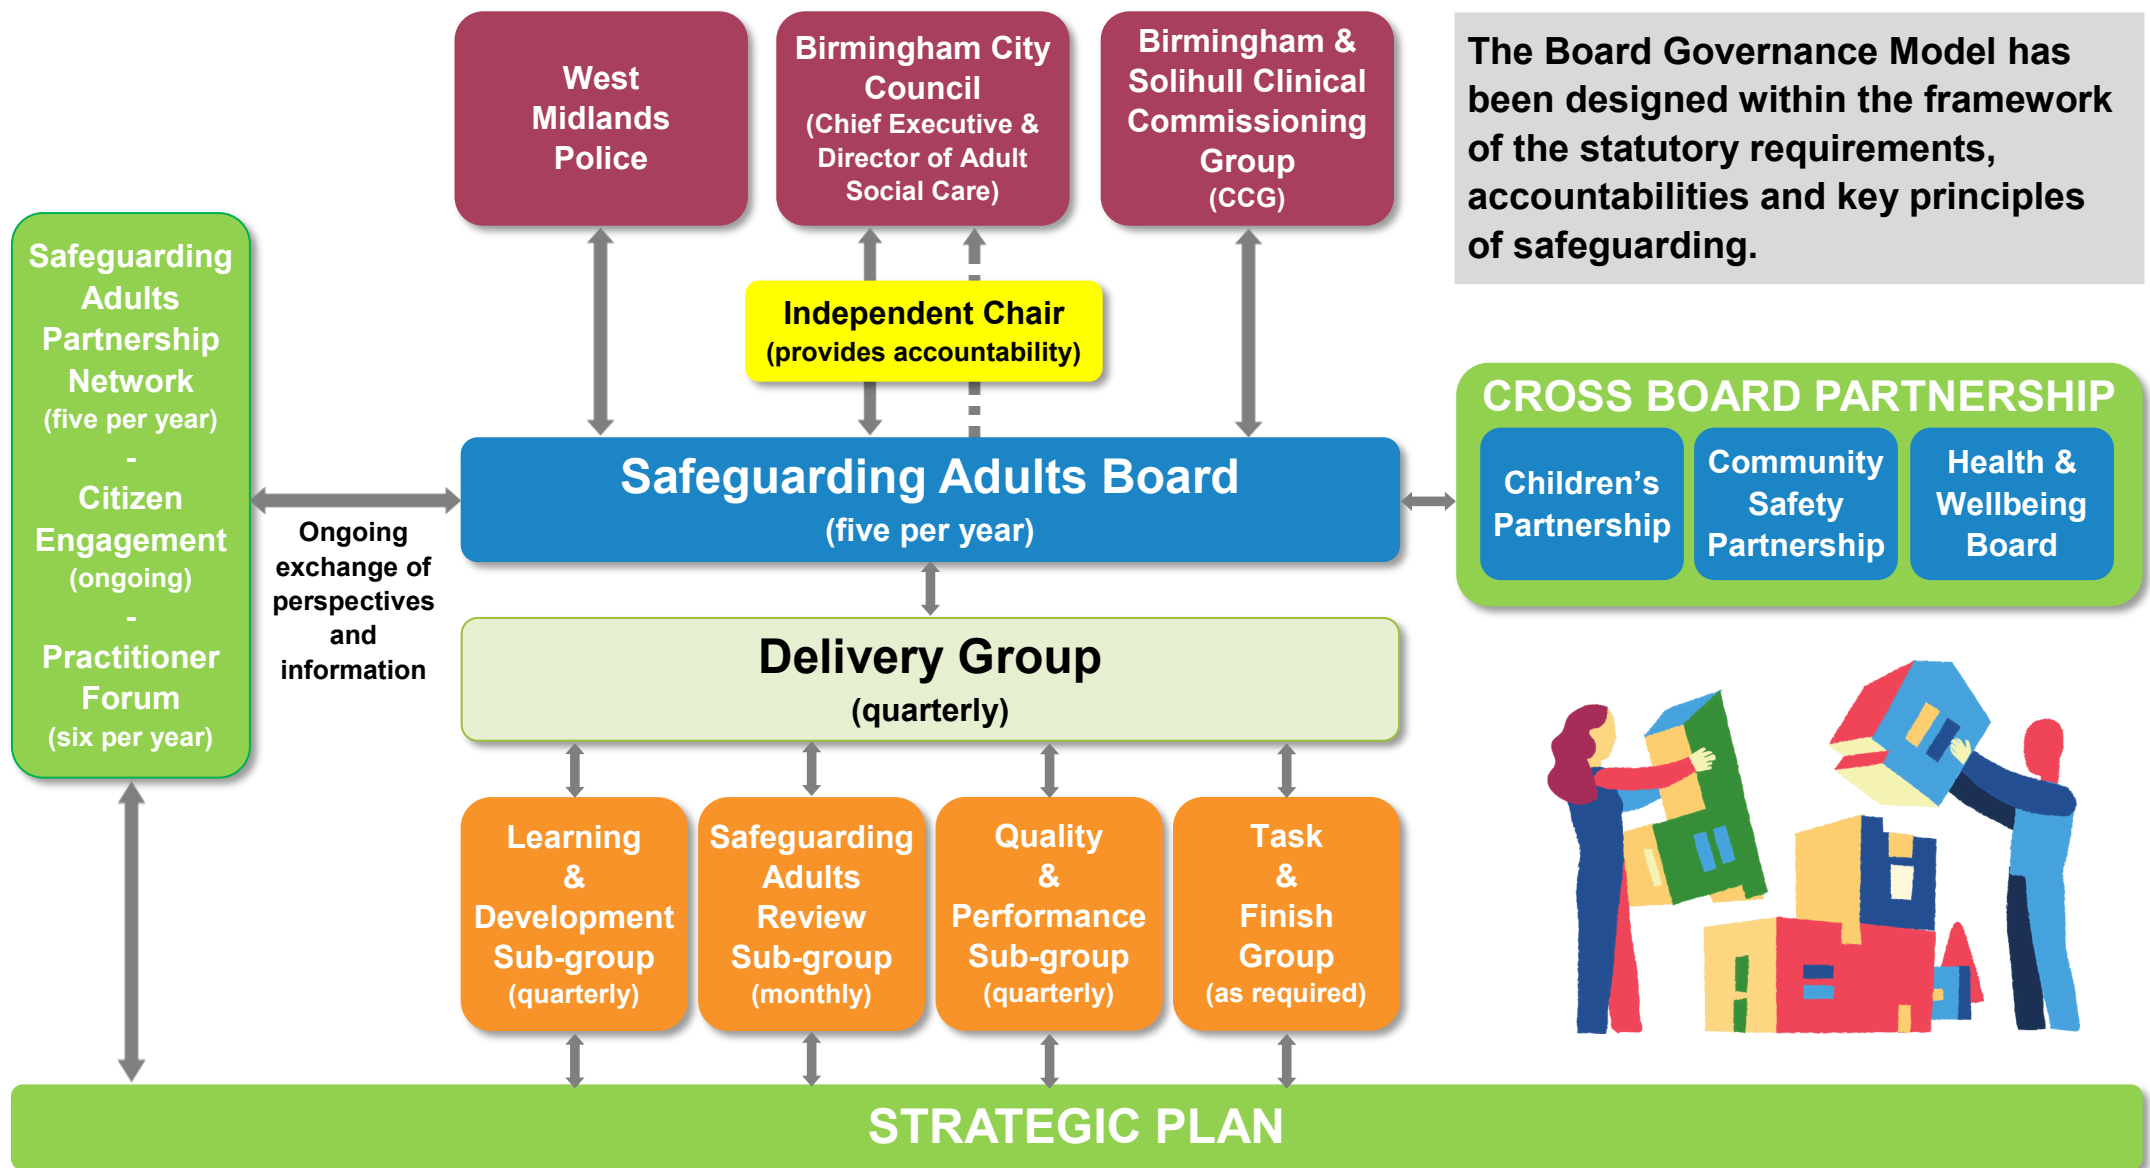 West
Midlands
Police
Birmingham City
Council
(Chief Executive &
Director of Adult
Social Care)
Birmingham &
Solihull Clinical
Commissioning
Group
(CCG)
The Board Governance Model has
been designed within the framework
of the statutory requirements,
accountabilities and key principles
of safeguarding.
Safeguarding
Adults
Partnership
Network
(five per year)
-
Citizen
Engagement
(ongoing)
-
Practitioner
Forum
(six per year)
Independent Chair
(provides accountability)
Ongoing
exchange of
perspectives
and
information
Safeguarding Adults Board
(five per year)
CROSS BOARD PARTNERSHIP
Children’s
Partnership
Community
Safety
Partnership
Health &
Wellbeing
Board
Delivery Group
(quarterly)
Learning
&
Development
Sub-group
(quarterly)
Safeguarding
Adults
Review
Sub-group
(monthly)
Quality
&
Performance
Sub-group
(quarterly)
Task
&
Finish
Group
(as required)
STRATEGIC PLAN